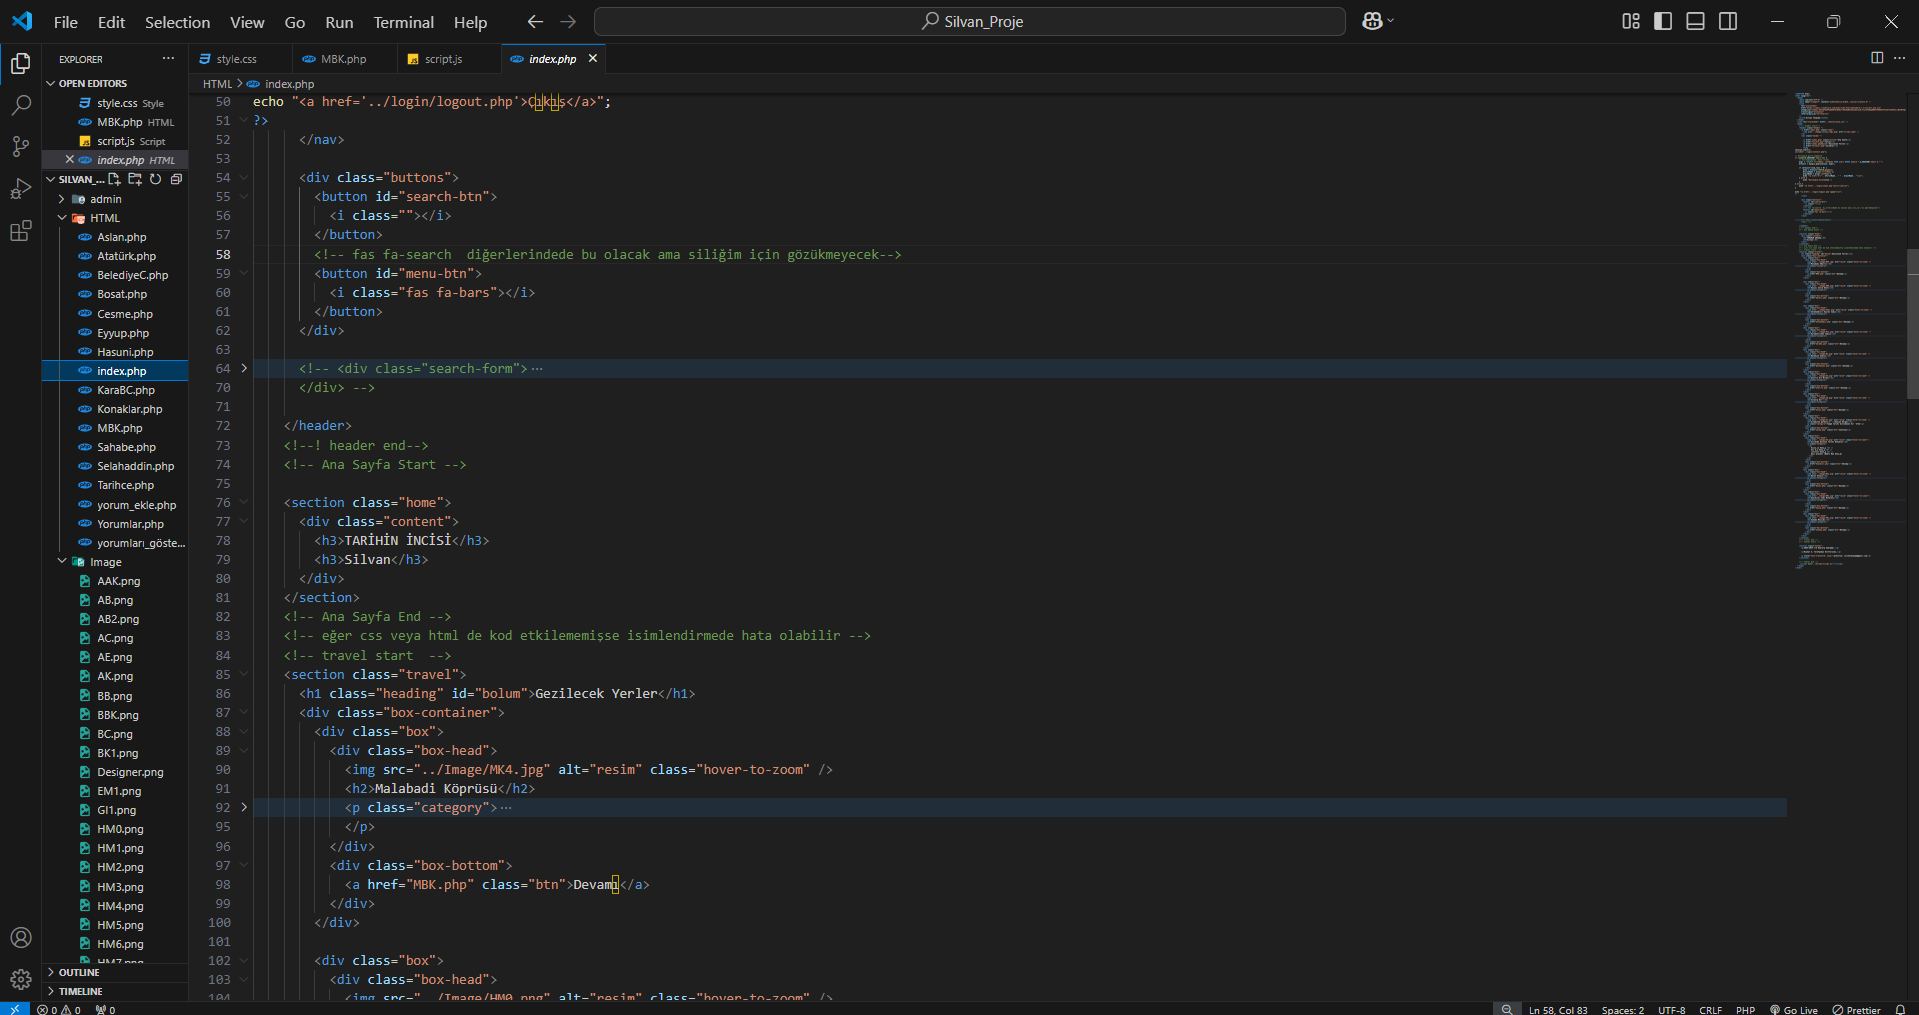 File Edit Selection View Go Run Terminal Help
Silvan_Proje
EXPLORER
OPEN EDITORS
style.css Style
MBK.php HTML
script.js Script
index.php HTML
SILVAN_...
admin
HTML
Aslan.php
Atatürk.php
BelediyeC.php
Bosat.php
Cesme.php
Eyyup.php
Hasuni.php
index.php
KaraBC.php
Konaklar.php
MBK.php
Sahabe.php
Selahaddin.php
Tarihce.php
yorum_ekle.php
Yorumlar.php
yorumları_göste...
Image
AAK.png
AB.png
AB2.png
AC.png
AE.png
AK.png
BB.png
BBK.png
BC.png
BK1.png
Designer.png
EM1.png
GI1.png
HM0.png
HM1.png
HM2.png
HM3.png
HM4.png
HM5.png
HM6.png
HM7.png
OUTLINE
TIMELINE
style.css MBK.php script.js index.php
HTML > index.php
50 echo "<a href='../login/logout.php'>Çıkış</a>";
51 ?>
52 </nav>
53
54 <div class="buttons">
55 <button id="search-btn">
56 <i class=""></i>
57 </button>
58 <!-- fas fa-search  diğerlerindede bu olacak ama siliğim için gözükmeyecek-->
59 <button id="menu-btn">
60 <i class="fas fa-bars"></i>
61 </button>
62 </div>
63
64 <!-- <div class="search-form"> ...
70 </div> -->
71
72 </header>
73 <!--! header end-->
74 <!-- Ana Sayfa Start -->
75
76 <section class="home">
77 <div class="content">
78 <h3>TARİHİN İNCİSİ</h3>
79 <h3>Silvan</h3>
80 </div>
81 </section>
82 <!-- Ana Sayfa End -->
83 <!-- eğer css veya html de kod etkilememişse isimlendirmede hata olabilir -->
84 <!-- travel start  -->
85 <section class="travel">
86 <h1 class="heading" id="bolum">Gezilecek Yerler</h1>
87 <div class="box-container">
88 <div class="box">
89 <div class="box-head">
90 <img src="../Image/MK4.jpg" alt="resim" class="hover-to-zoom" />
91 <h2>Malabadi Köprüsü</h2>
92 <p class="category"> ...
95 </p>
96 </div>
97 <div class="box-bottom">
98 <a href="MBK.php" class="btn">Devamı</a>
99 </div>
100 </div>
101
102 <div class="box">
103 <div class="box-head">
104 <img src="../Image/HM0.png" alt="resim" class="hover-to-zoom" />
0 0 0
Ln 58, Col 83 Spaces: 2 UTF-8 CRLF PHP Go Live Prettier